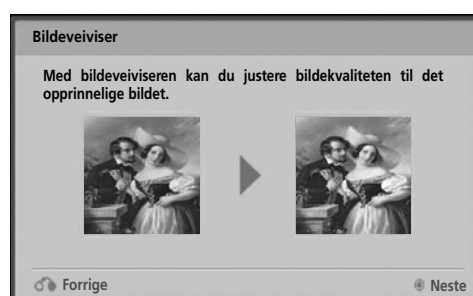 Bildeveiviser
Med bildeveiviseren kan du justere bildekvaliteten til det
opprinnelige bildet.
Forrige
Neste